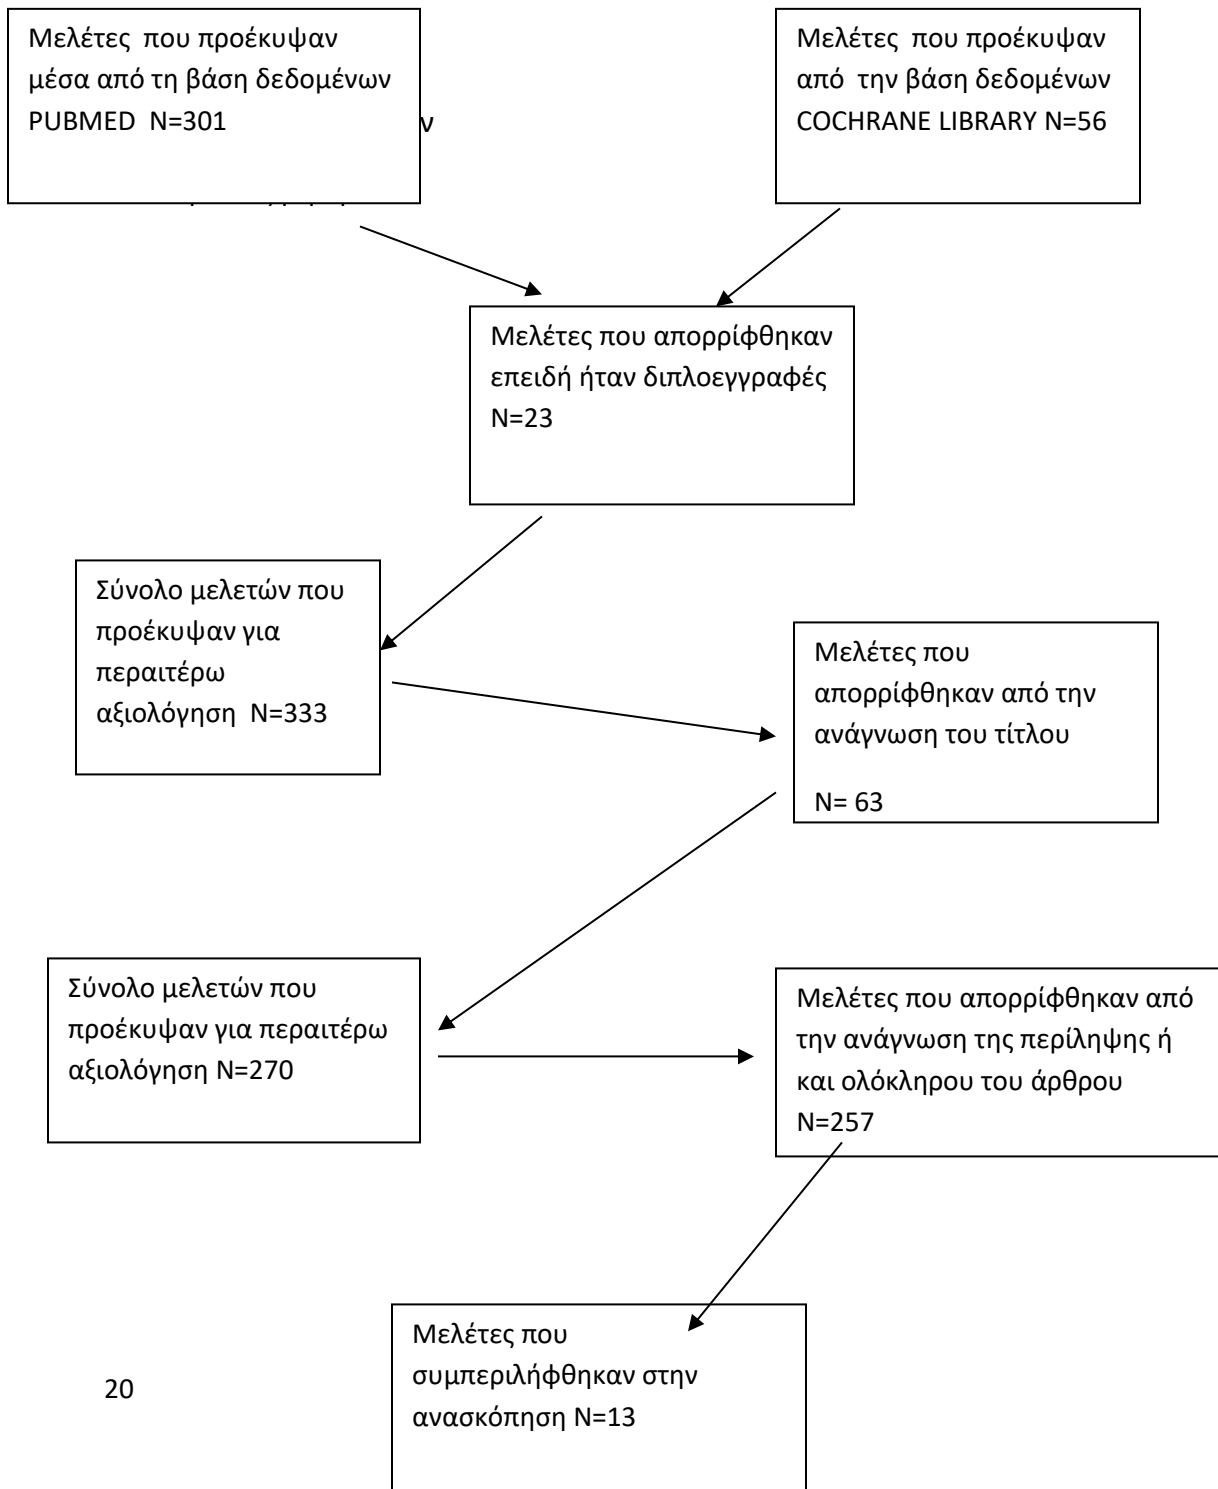 Μελέτες που προέκυψαν
μέσα από τη βάση δεδομένων
PUBMED N=301
ν
Μελέτες που προέκυψαν
από την βάση δεδομένων
COCHRANE LIBRARY N=56
Μελέτες που απορρίφθηκαν
επειδή ήταν διπλοεγγραφές
N=23
Σύνολο μελετών που
προέκυψαν για
περαιτέρω
αξιολόγηση N=333
Μελέτες που
απορρίφθηκαν από την
ανάγνωση του τίτλου
N= 63
Σύνολο μελετών που
προέκυψαν για περαιτέρω
αξιολόγηση N=270
Μελέτες που απορρίφθηκαν από
την ανάγνωση της περίληψης ή
και ολόκληρου του άρθρου
N=257
Μελέτες που
συμπεριλήφθηκαν στην
ανασκόπηση N=13
20